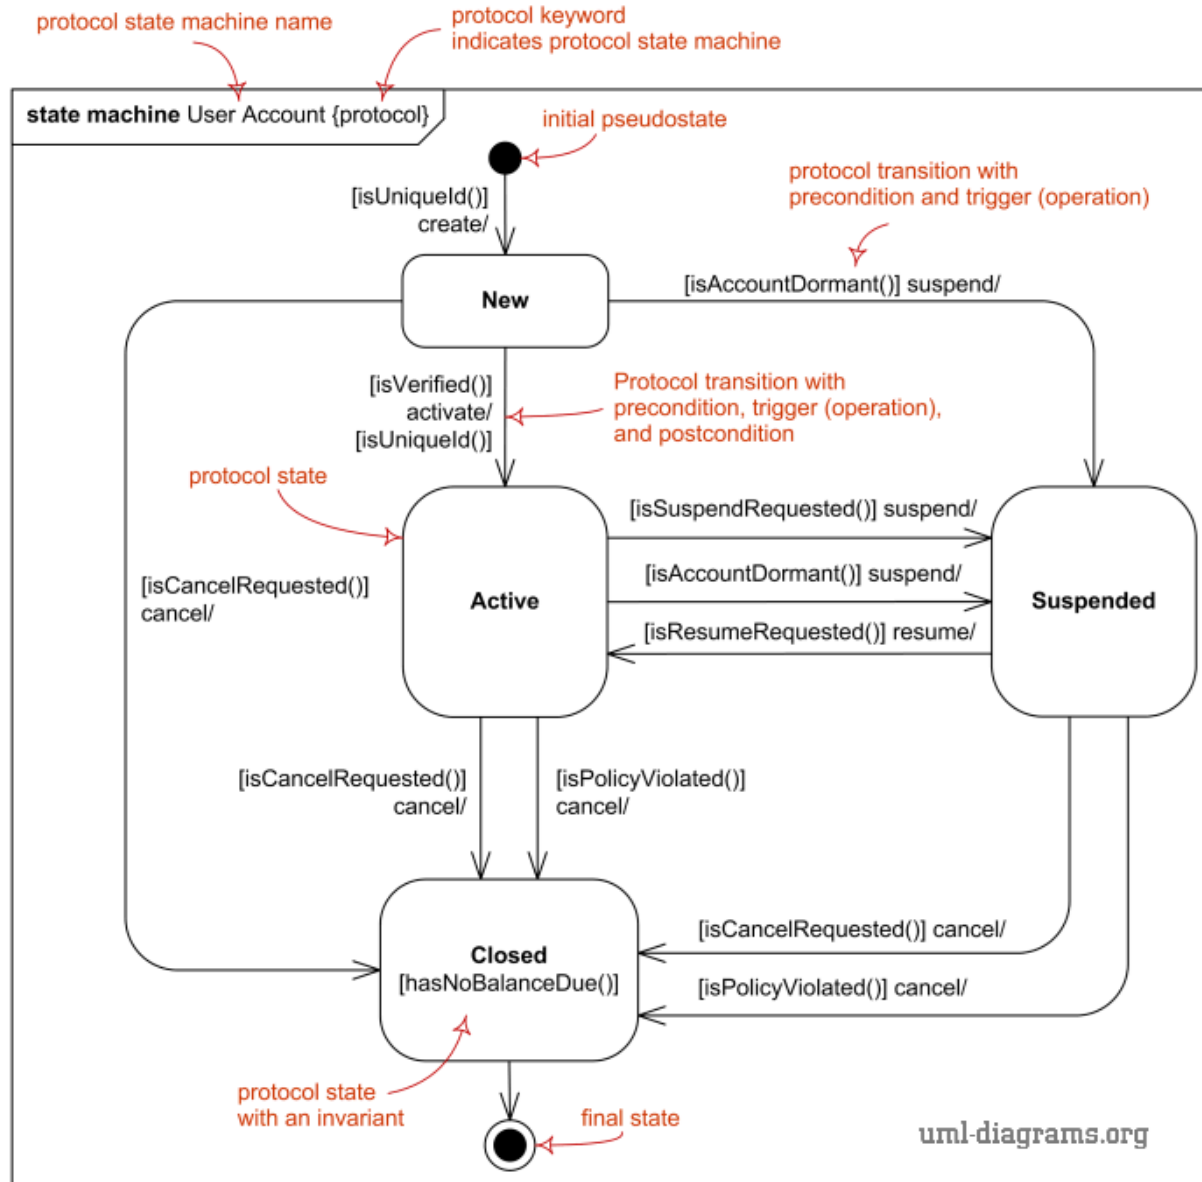 protocol state machine name
protocol keyword
indicates protocol state machine
state machine User Account {protocol}
initial pseudostate
protocol transition with
precondition and trigger (operation)
[isUniqueId()]
create/
[isAccountDormant()] suspend/
New
[isVerified()]
activate/
[isUniqueId()]
Protocol transition with
precondition, trigger (operation),
and postcondition
protocol state
[isSuspendRequested()] suspend/
[isCancelRequested()]
cancel/
[isAccountDormant()] suspend/
Active
Suspended
[isResumeRequested()] resume/
[isCancelRequested()]
cancel/
[isPolicyViolated()]
cancel/
[isCancelRequested()] cancel/
Closed
[hasNoBalanceDue()]
[isPolicyViolated()] cancel/
protocol state
with an invariant
final state
uml-diagrams.org